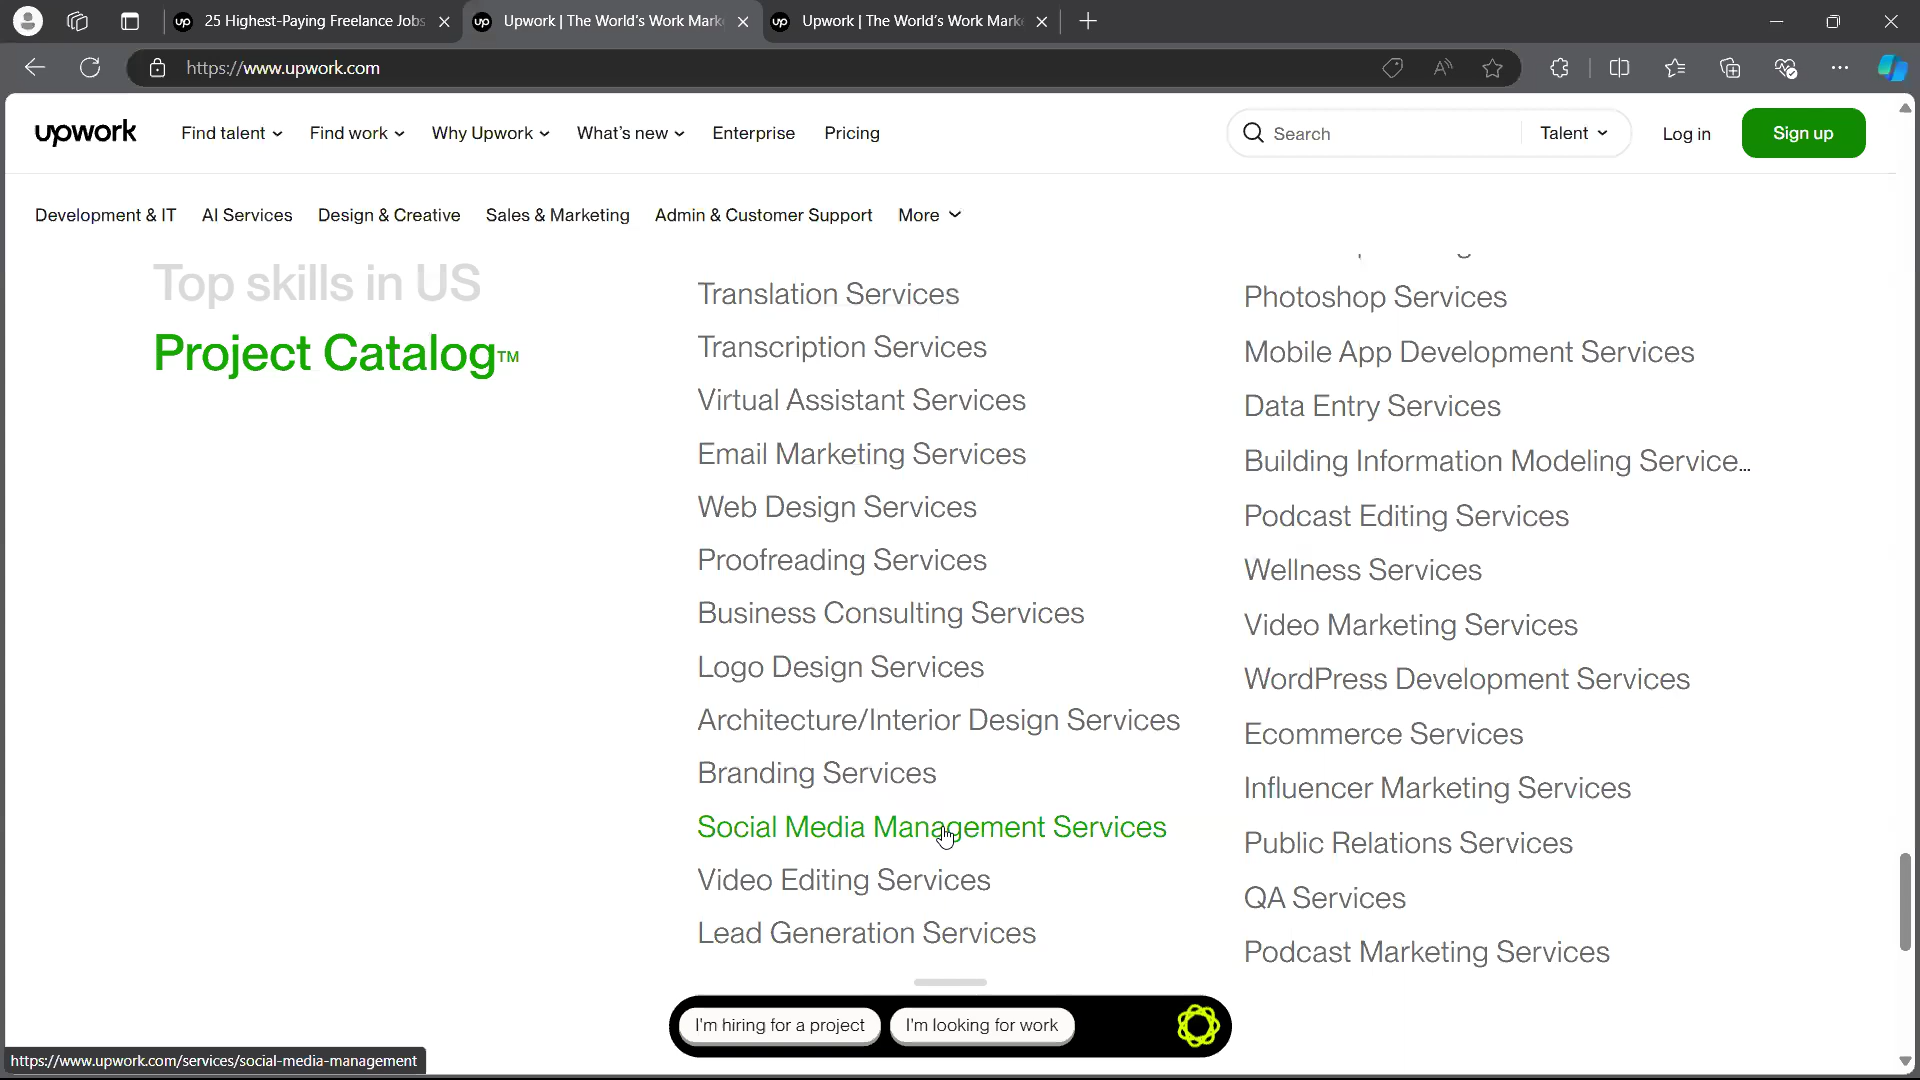 25 Highest-Paying Freelance Jobs
Upwork | The World's Work Mark
Upwork | The World's Work Mark
https://www.upwork.com
upwork
Find talent
Find work
Why Upwork
What's new
Enterprise
Pricing
Search
Talent
Log in
Sign up
Development & IT
AI Services
Design & Creative
Sales & Marketing
Admin & Customer Support
More
Top skills in US
Project Catalog™
Translation Services
Transcription Services
Virtual Assistant Services
Email Marketing Services
Web Design Services
Proofreading Services
Business Consulting Services
Logo Design Services
Architecture/Interior Design Services
Branding Services
Social Media Management Services
Video Editing Services
Lead Generation Services
Photoshop Services
Mobile App Development Services
Data Entry Services
Building Information Modeling Service...
Podcast Editing Services
Wellness Services
Video Marketing Services
WordPress Development Services
Ecommerce Services
Influencer Marketing Services
Public Relations Services
QA Services
Podcast Marketing Services
I'm hiring for a project
I'm looking for work
https://www.upwork.com/services/social-media-management